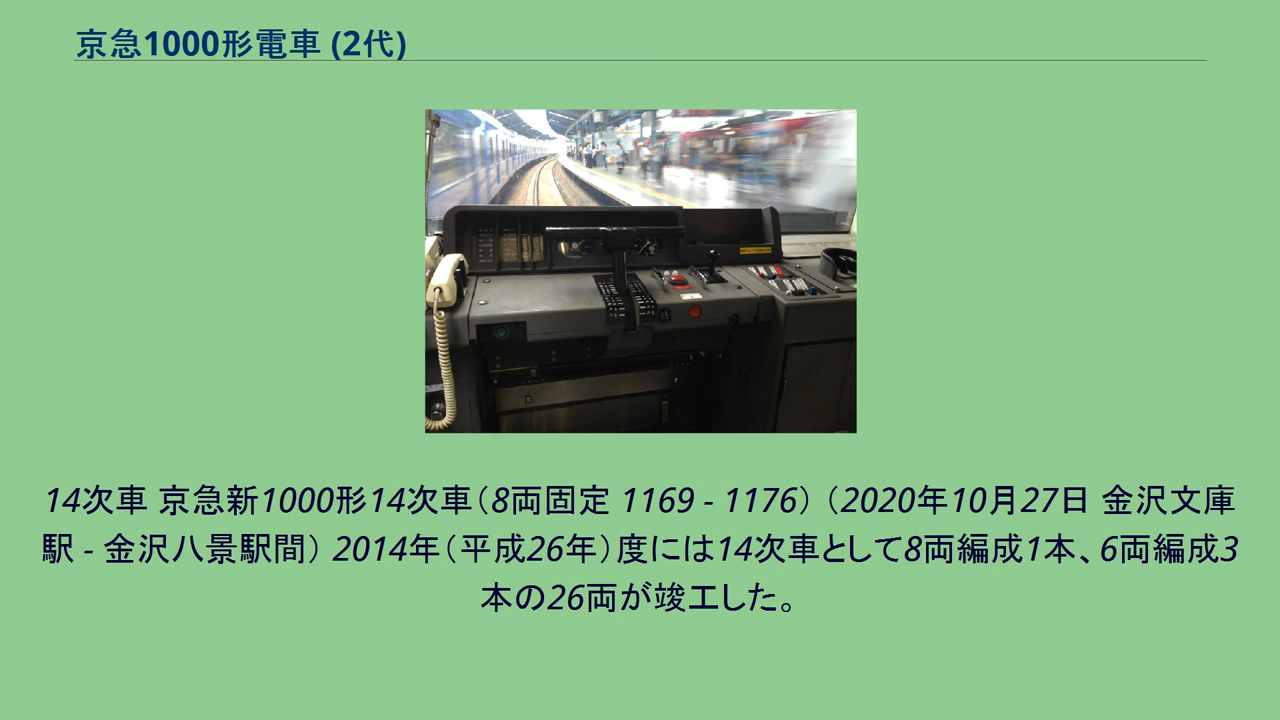 京急1000形電車 (2代)
14次車 京急新1000形14次車（8両固定 1169 - 1176）（2020年10月27日 金沢文庫
駅 - 金沢八景駅間） 2014年（平成26年）度には14次車として8両編成1本、6両編成3
本の26両が竣工した。